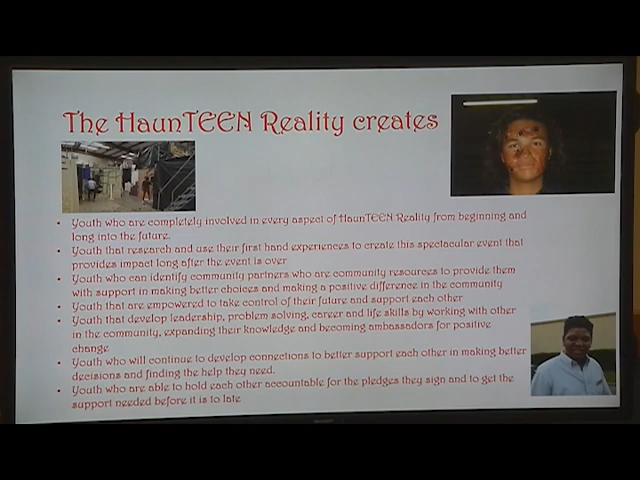 The HaunTEEN Reality creates
• Youth who are completely involved in every aspect of HaunTEEN Reality from beginning and
long into the future.
• Youth that research and use their first hand experiences to create this spectacular event that
provides impact long after the event is over
• Youth who can identify community partners who are community resources to provide them
with support in making better choices and making a positive difference in the community
• Youth that are empowered to take control of their future and support each other
• Youth that develop leadership, problem solving, career and life skills by working with other
in the community, expanding their knowledge and becoming ambassadors for positive
change
• Youth who will continue to develop connections to better support each other in making better
decisions and finding the help they need.
• Youth who are able to hold each other accountable for the pledges they sign and to get the
support needed before it is to late